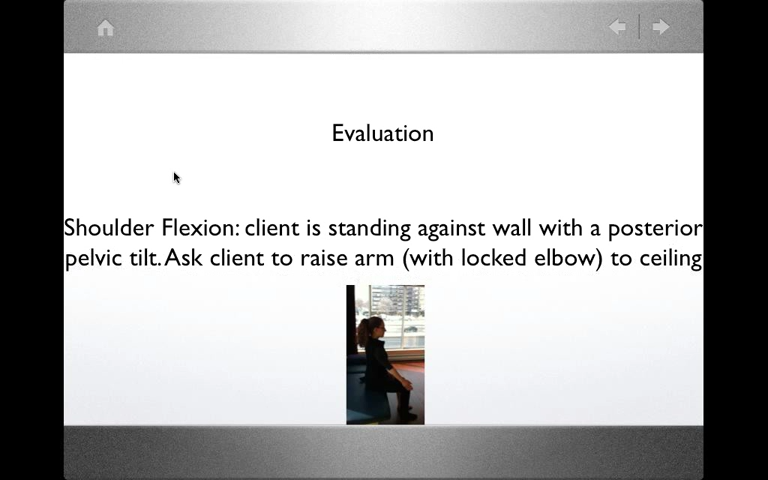 Evaluation
Shoulder Flexion: client is standing against wall with a posterior
pelvic tilt. Ask client to raise arm (with locked elbow) to ceiling